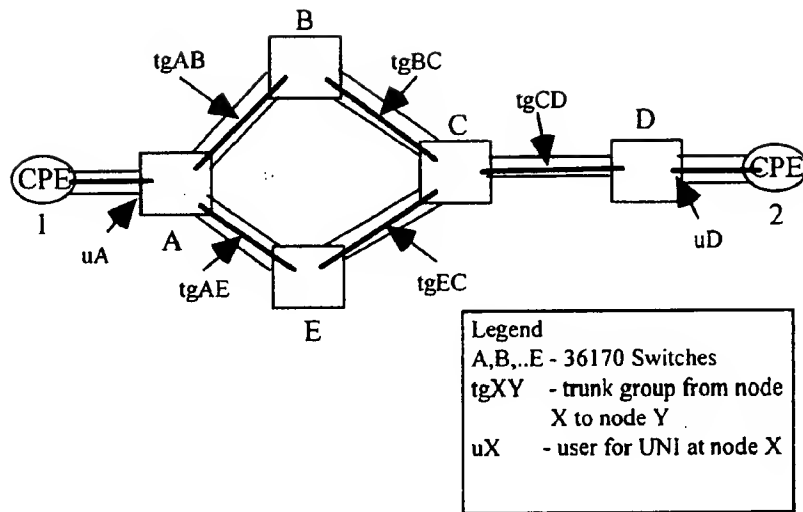 B
tgAB
tgBC
tgCD
C
D
CPE
CPE
1
uA
A
uD
2
tgAE
tgEC
E
Legend
A,B,..E - 36170 Switches
tgXY - trunk group from node
X to node Y
uX - user for UNI at node X